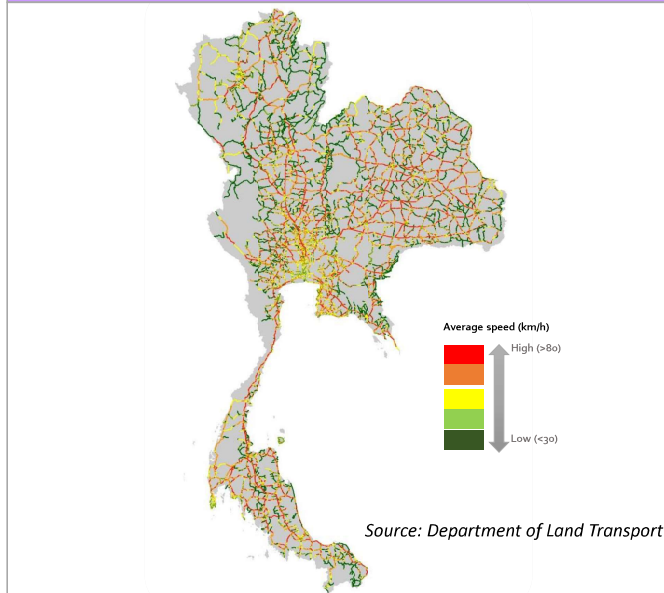 Average speed (km/h)
High (>80)
Low (<30)
Source: Department of Land Transport